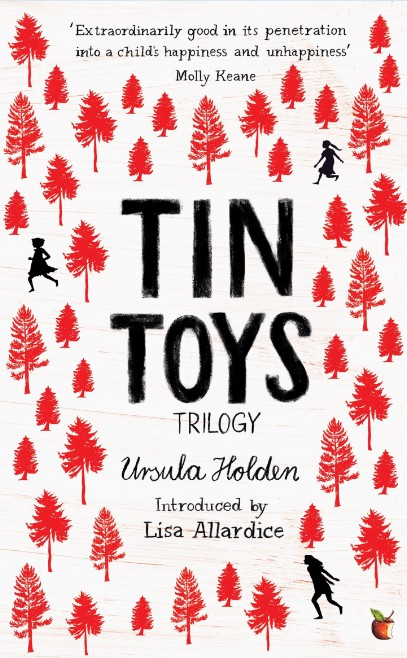 'Extraordinarily good in its penetration
into a child's happiness and unhappiness'
Molly Keane
TIN
TOYS
TRILOGY
Ursula Holden
Introduced by
Lisa Allardice